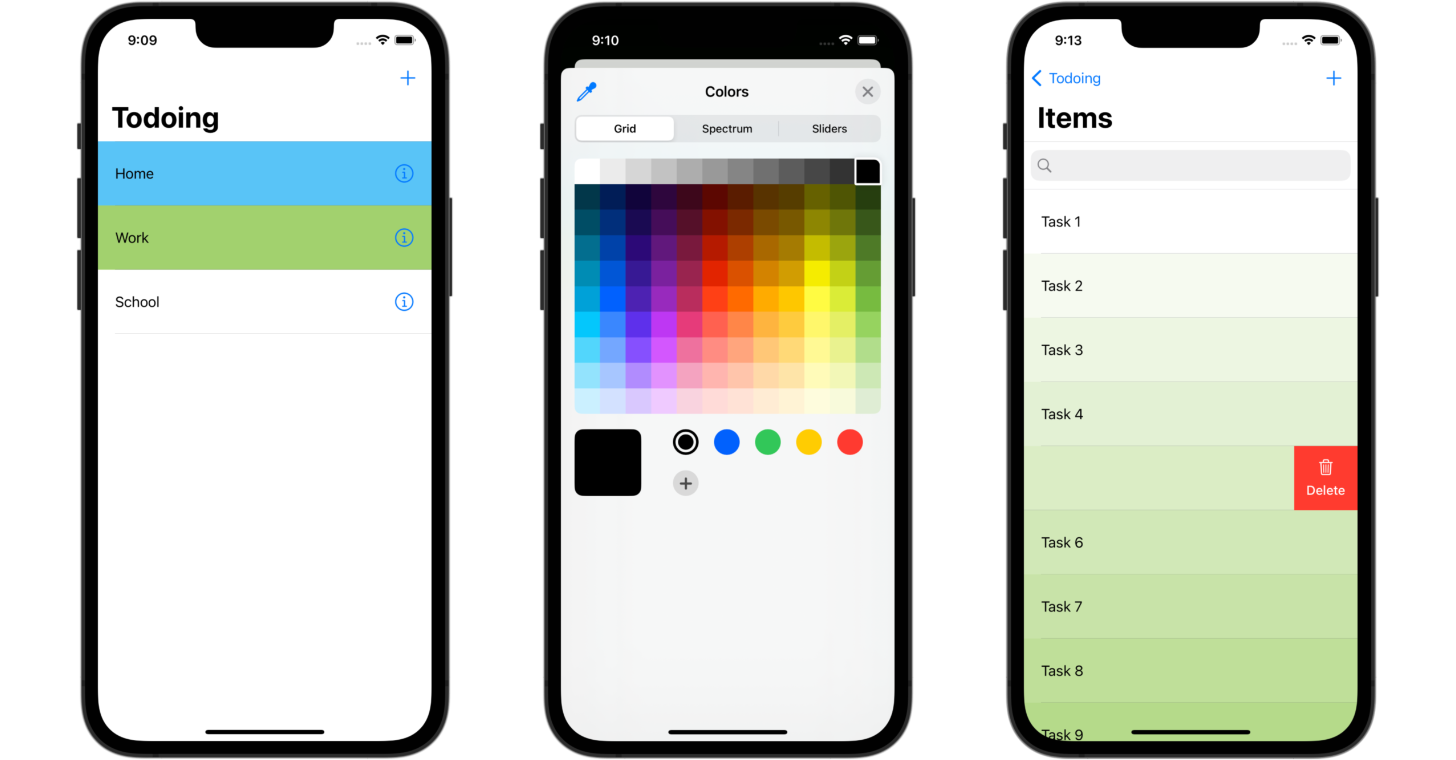 9:09
Todoing
Home
Work
School
9:10
Colors
Grid Spectrum Sliders
9:13
Todoing
Items
Task 1
Task 2
Task 3
Task 4
Delete
Task 6
Task 7
Task 8
Task 9